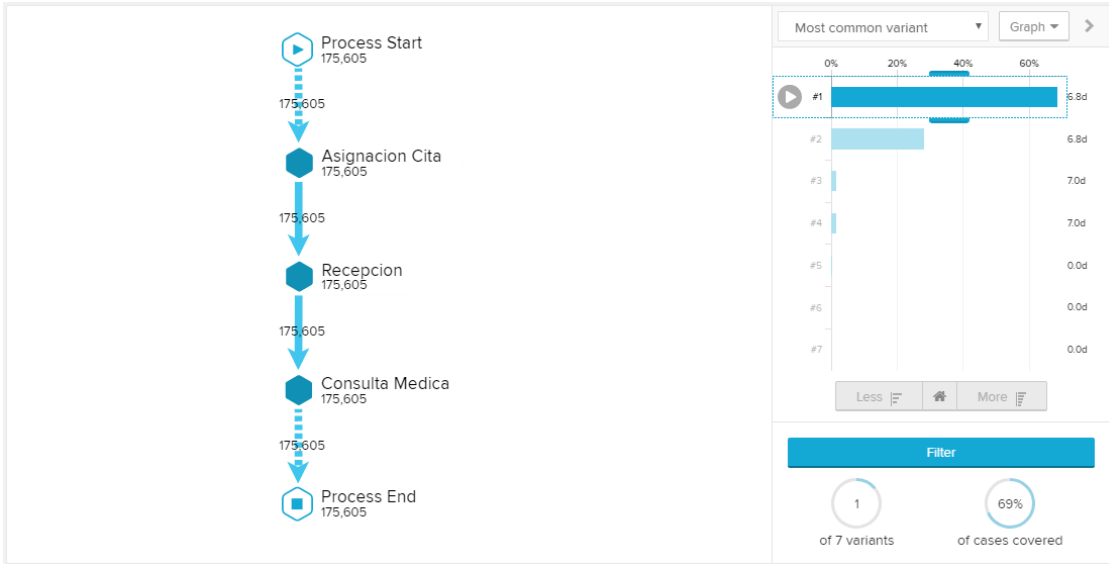 Process Start
175,605
175,605
Asignacion Cita
175,605
175,605
Recepcion
175,605
175,605
Consulta Medica
175,605
175,605
Process End
175,605
Most common variant
Graph
0% 20% 40% 60%
#1 6.8d
#2 6.8d
#3 7.0d
#4 7.0d
#5 0.0d
#6 0.0d
#7 0.0d
Less More
Filter
1 69%
of 7 variants of cases covered